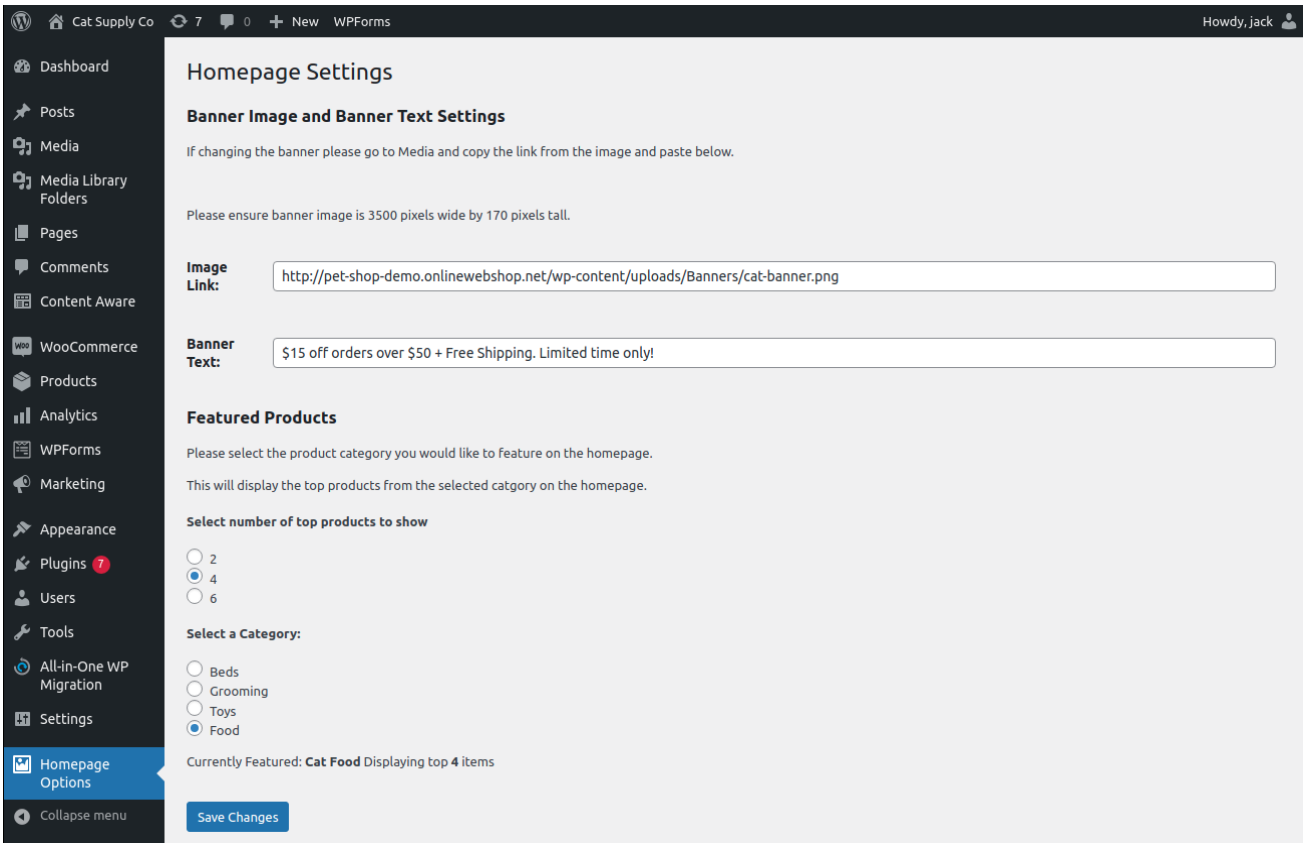 Cat Supply Co 7 0 New WPForms Howdy, jack
Dashboard
Posts
Media
Media Library
Folders
Pages
Comments
Content Aware
WOO WooCommerce
Products
Analytics
WPForms
Marketing
Appearance
Plugins 7
Users
Tools
All-in-One WP
Migration
Settings
Homepage
Options
Collapse menu
Homepage Settings
Banner Image and Banner Text Settings
If changing the banner please go to Media and copy the link from the image and paste below.
Please ensure banner image is 3500 pixels wide by 170 pixels tall.
Image
Link:
http://pet-shop-demo.onlinewebshop.net/wp-content/uploads/Banners/cat-banner.png
Banner
Text:
$15 off orders over $50 + Free Shipping. Limited time only!
Featured Products
Please select the product category you would like to feature on the homepage.
This will display the top products from the selected catgory on the homepage.
Select number of top products to show
2
4
6
Select a Category:
Beds
Grooming
Toys
Food
Currently Featured: Cat Food Displaying top 4 items
Save Changes